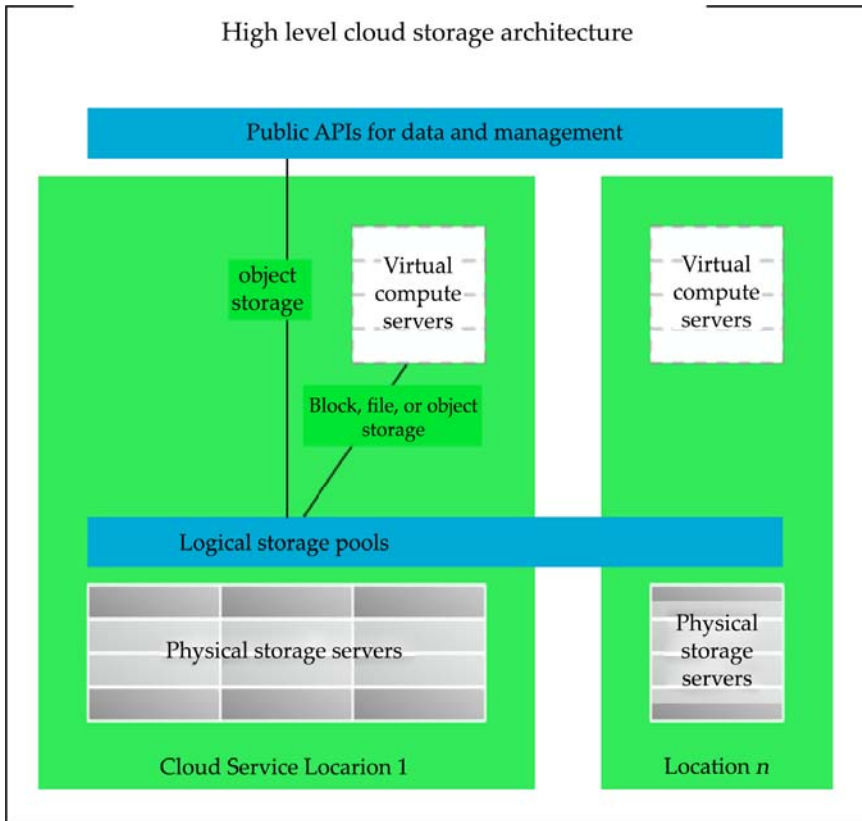 High level cloud storage architecture
Public APIs for data and management
object
storage
Virtual
compute
servers
Virtual
compute
servers
Block, file, or object
storage
Logical storage pools
Physical storage servers
Physical
storage
servers
Cloud Service Locarion 1
Location n